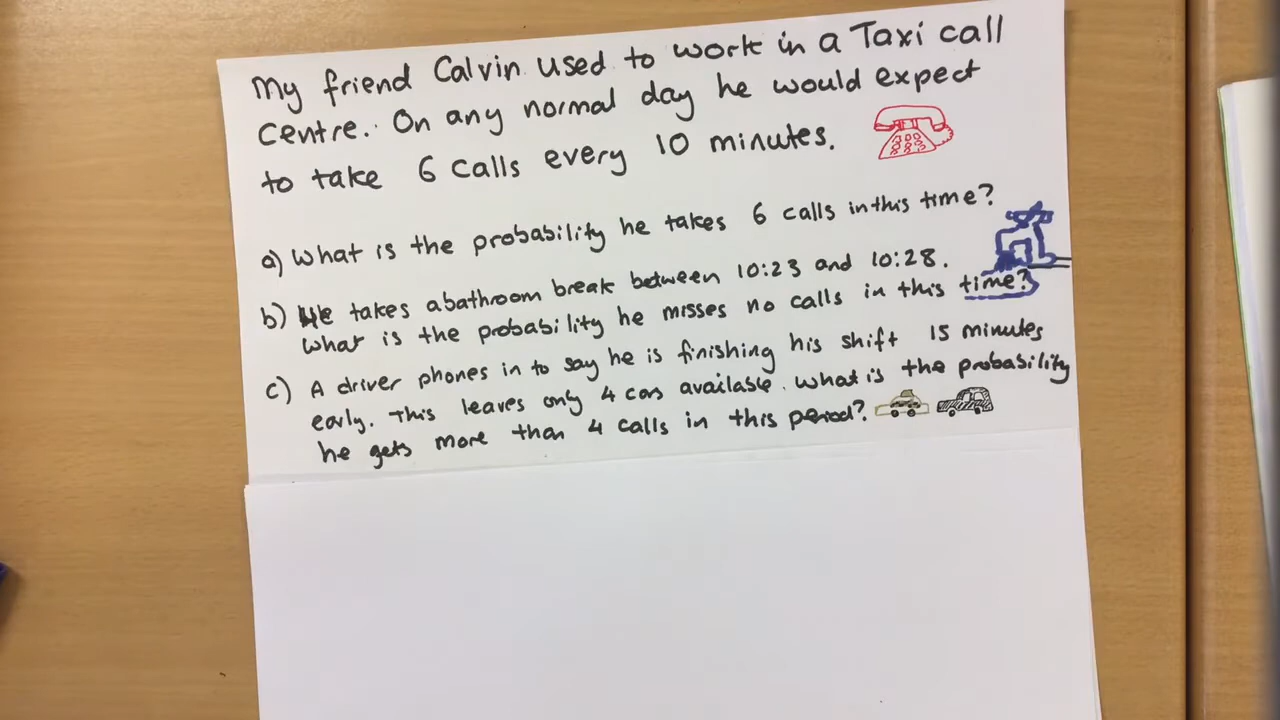 My friend Calvin used to work in a Taxi call
centre. On any normal day he would expect
to take 6 calls every 10 minutes.
a) What is the probability he takes 6 calls in this time?
b) He takes a bathroom break between 10:23 and 10:28.
What is the probability he misses no calls in this time?
c) A driver phones in to say he is finishing his shift 15 minutes
early. This leaves only 4 cars available. What is the probability
he gets more than 4 calls in this period?